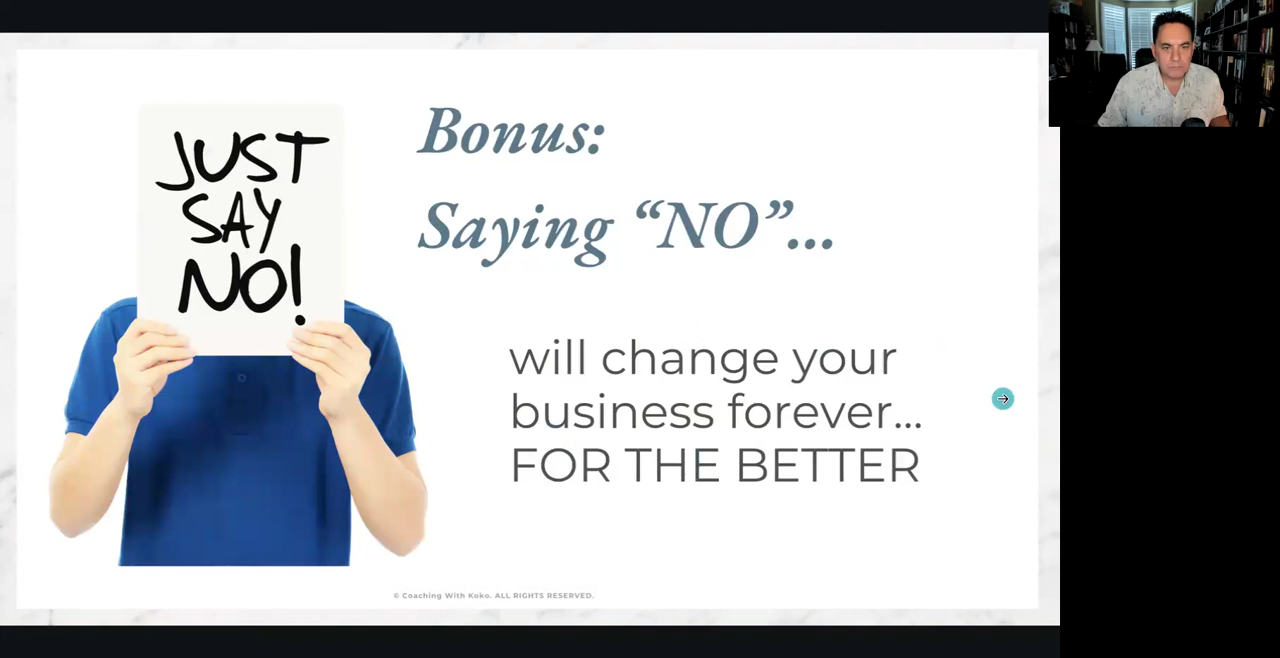 JUST
SAY
NO!
Bonus:
Saying “NO”...
will change your
business forever...
FOR THE BETTER
© Coaching With Koko. ALL RIGHTS RESERVED.